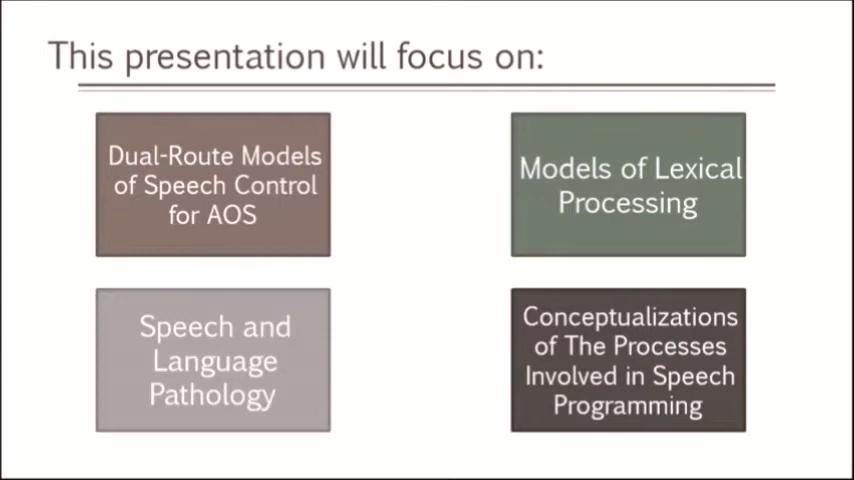 This presentation will focus on:
Dual-Route Models
of Speech Control
for AOS
Models of Lexical
Processing
Speech and
Language
Pathology
Conceptualizations
of The Processes
Involved in Speech
Programming